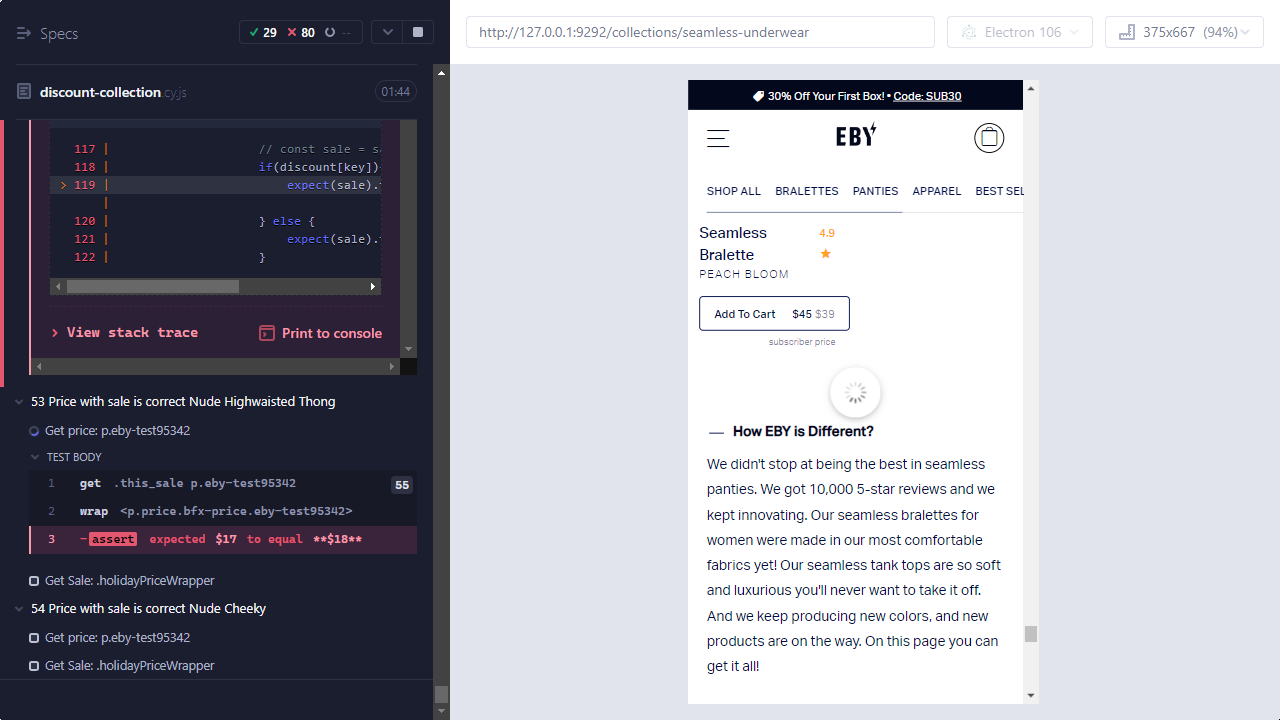 Specs
29 80 --
discount-collection.cy.js
01:44
117 | // const sale = s
118 | if(discount[key])
> 119 | expect(sale).
|
120 | } else {
121 | expect(sale).
122 | }
> View stack trace
Print to console
53 Price with sale is correct Nude Highwaisted Thong
Get price: p.eby-test95342
TEST BODY
1 get .this_sale p.eby-test95342 55
2 wrap <p.price.bfx-price.eby-test95342>
3 -assert expected $17 to equal **$18**
Get Sale: .holidayPriceWrapper
54 Price with sale is correct Nude Cheeky
Get price: p.eby-test95342
Get Sale: .holidayPriceWrapper
http://127.0.0.1:9292/collections/seamless-underwear
Electron 106
375x667 (94%)
30% Off Your First Box! • Code: SUB30
EBY
SHOP ALL BRALETTES PANTIES APPAREL BEST SEL
Seamless
Bralette
4.9
PEACH BLOOM
Add To Cart $45 $39
subscriber price
How EBY is Different?
We didn't stop at being the best in seamless
panties. We got 10,000 5-star reviews and we
kept innovating. Our seamless bralettes for
women were made in our most comfortable
fabrics yet! Our seamless tank tops are so soft
and luxurious you'll never want to take it off.
And we keep producing new colors, and new
products are on the way. On this page you can
get it all!